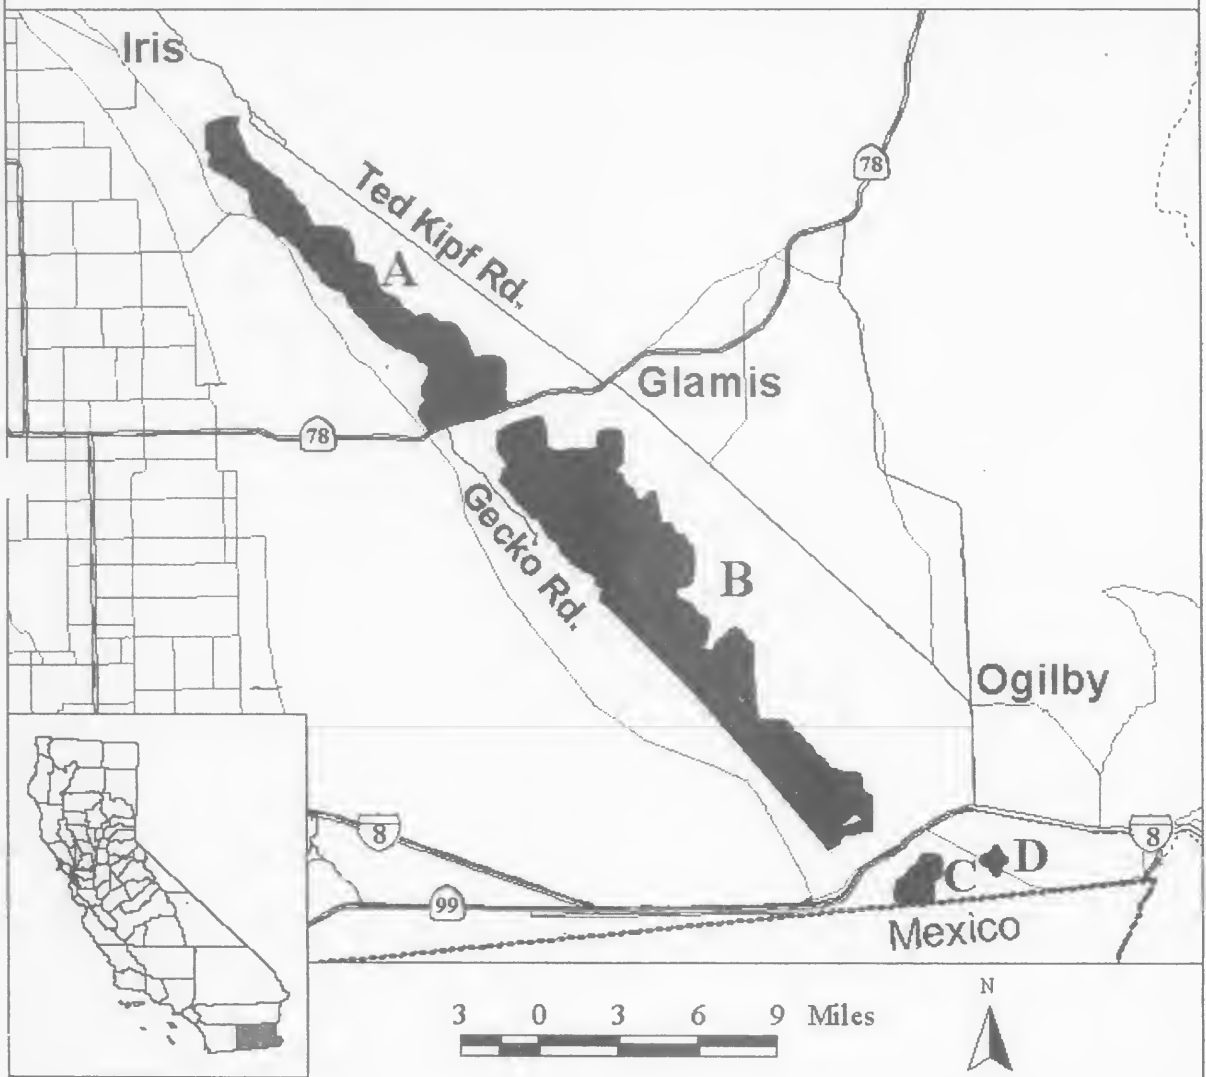 Iris
78
Ted Kipf Rd.
A
Glamis
78
Gecko Rd.
B
Ogilby
8
8
D
C
99
Mexico
N
3 0 3 6 9 Miles